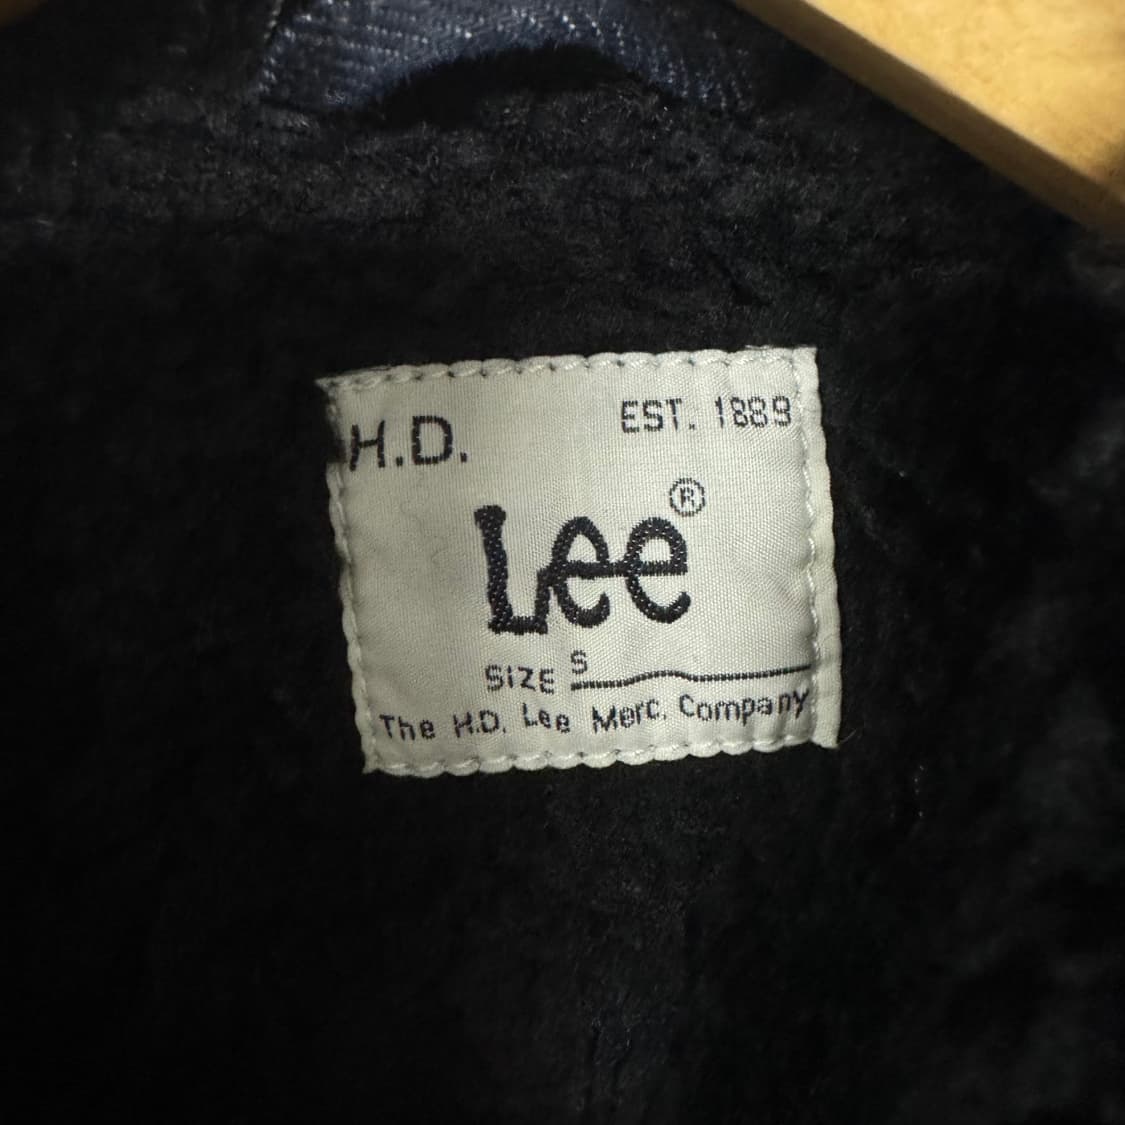 H.D. EST. 1889
Lee®
SIZE S
The H.D. Lee Merc. Company